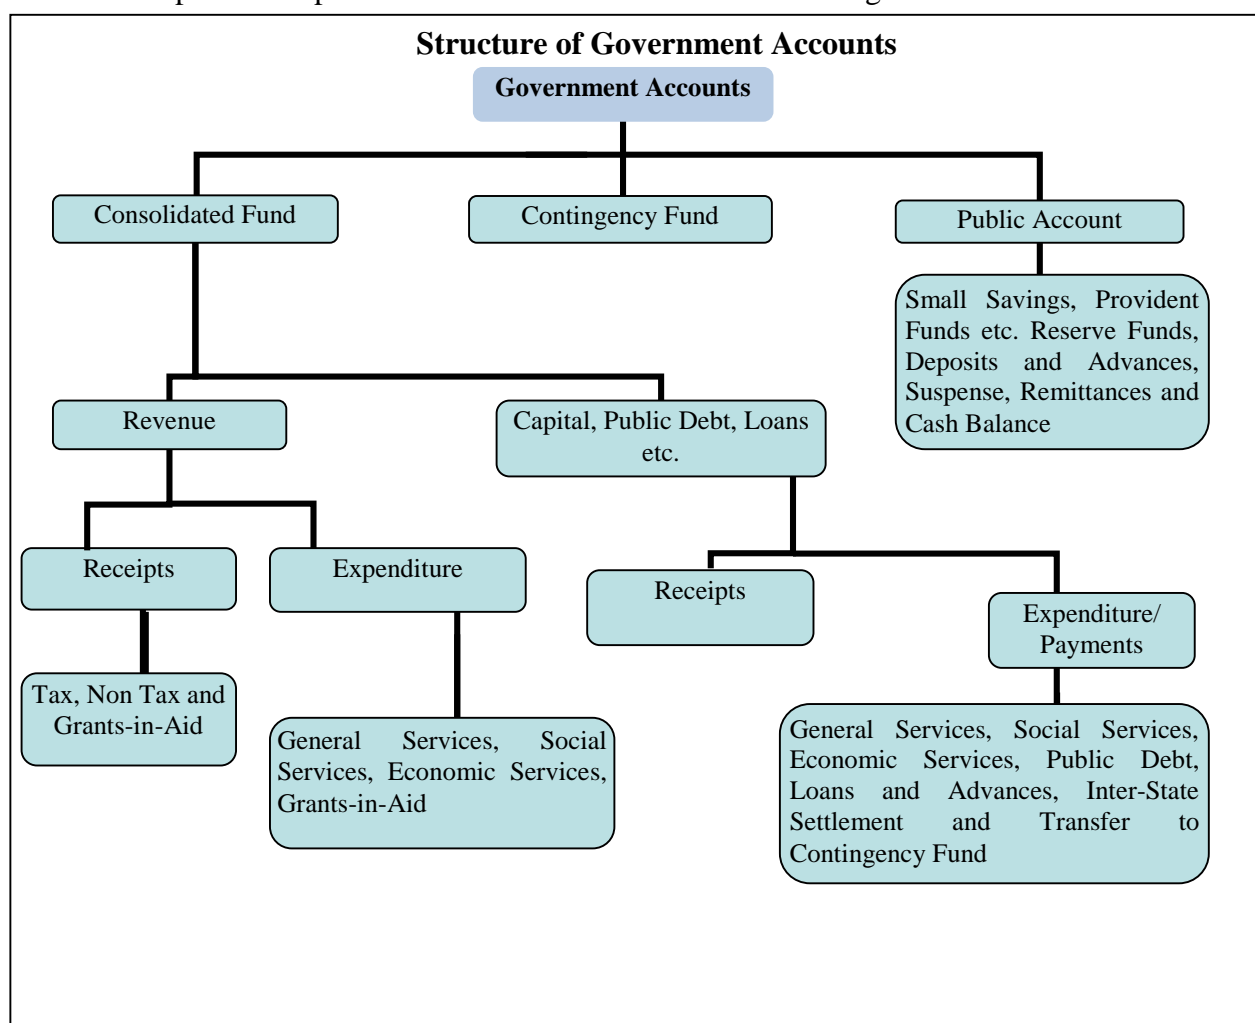 Structure of Government Accounts
Government Accounts
Consolidated Fund
Contingency Fund
Public Account
Small Savings, Provident
Funds etc. Reserve Funds,
Deposits and Advances,
Suspense, Remittances and
Cash Balance
Revenue
Capital, Public Debt, Loans
etc.
Receipts
Expenditure
Receipts
Expenditure/
Payments
Tax, Non Tax and
Grants-in-Aid
General Services, Social
Services, Economic Services,
Grants-in-Aid
General Services, Social Services,
Economic Services, Public Debt,
Loans and Advances, Inter-State
Settlement and Transfer to
Contingency Fund